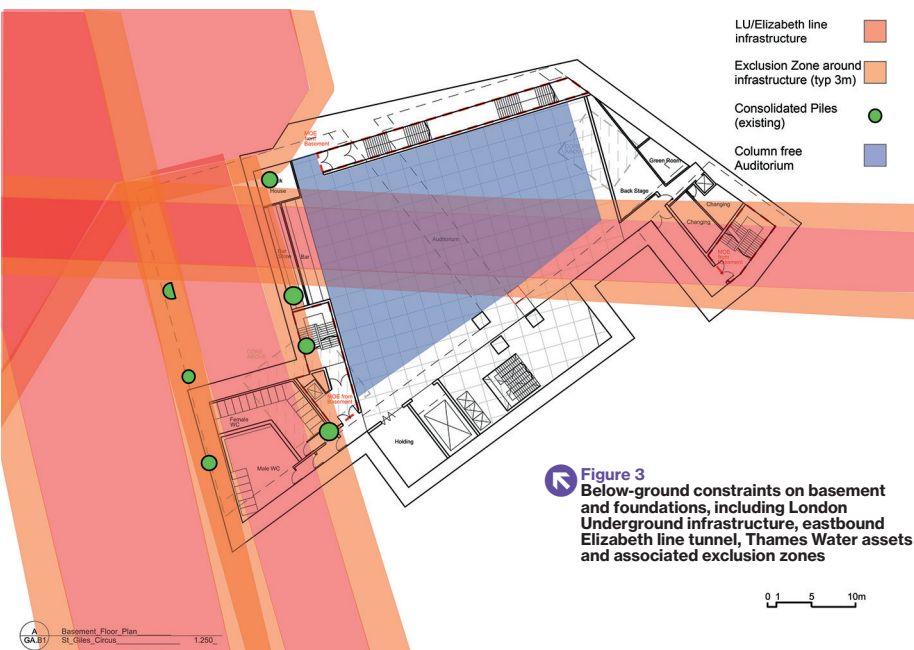 LU/Elizabeth line
infrastructure
Exclusion Zone around
infrastructure (typ 3m)
Consolidated Piles
(existing)
Column free
Auditorium
MOE from
Basement
House
Green Room
Back Stage
Changing
Changing
Auditorium
Bar
MOE
from
Basement
MOE from
Basement
Female
WC
Male WC
Holding
Figure 3
Below-ground constraints on basement
and foundations, including London
Underground infrastructure, eastbound
Elizabeth line tunnel, Thames Water assets
and associated exclusion zones
0 1 5 10m
A
GA.B1
Basement_Floor_Plan
St_Giles_Circus 1:250_